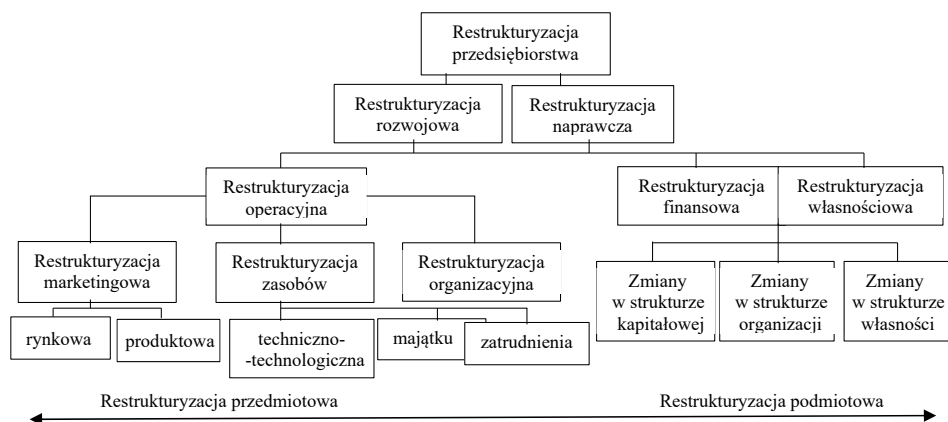 Restrukturyzacja
przedsiębiorstwa
Restrukturyzacja
rozwojowa
Restrukturyzacja
naprawcza
Restrukturyzacja
operacyjna
Restrukturyzacja
finansowa
Restrukturyzacja
własnościowa
Restrukturyzacja
marketingowa
Restrukturyzacja
zasobów
Restrukturyzacja
organizacyjna
Zmiany
w strukturze
kapitałowej
Zmiany
w strukturze
organizacji
Zmiany
w strukturze
własności
rynkowa
produktowa
techniczno-
-technologiczna
majątku
zatrudnienia
Restrukturyzacja przedmiotowa
Restrukturyzacja podmiotowa